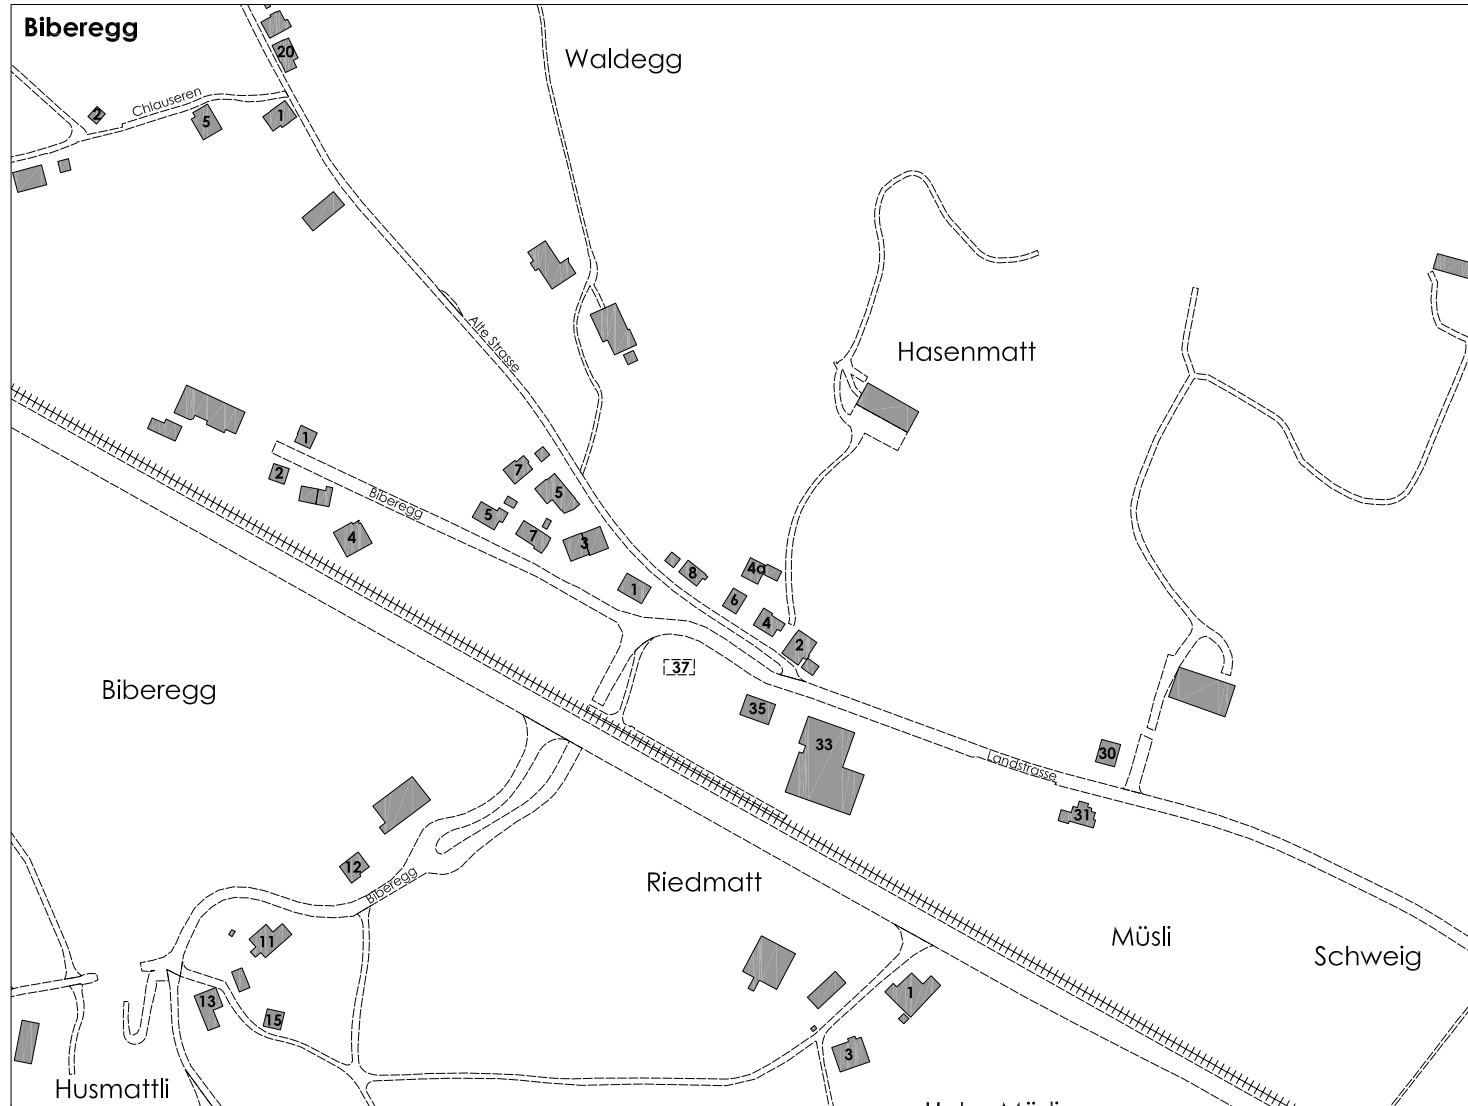 Biberegg
20
Waldegg
Chlauseren
2
5
1
Alte Strasse
Hasenmatt
1
2
Biberegg
7
5
5
7
3
4
1
8
4a
6
4
2
37
Biberegg
35
33
30
Landstrasse
31
12
Biberegg
Riedmatt
11
Müsli
Schweig
13
15
1
3
Husmattli